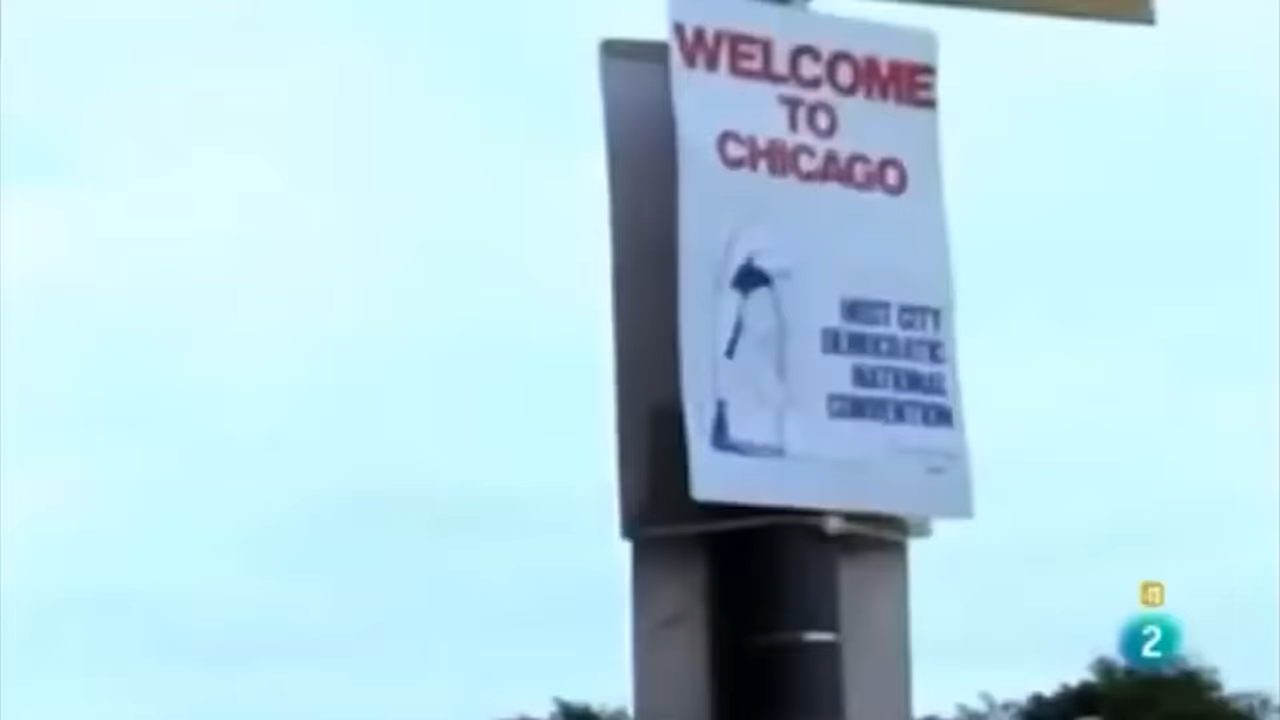 WELCOME
TO
CHICAGO
HOST CITY
DEMOCRATIC
NATIONAL
CONVENTION
2